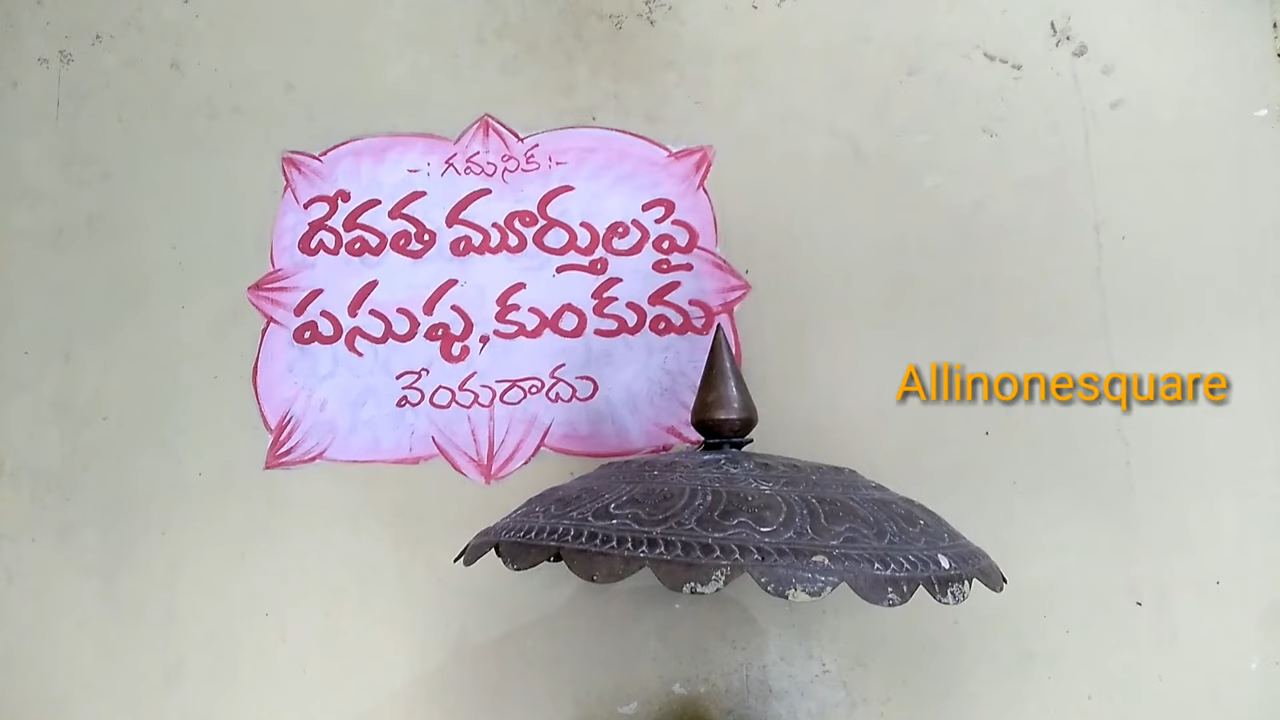 -: గమనిక :-
దేవతా మూర్తులపై
పసుపు, కుంకుమ
వేయరాదు
Allinonesquare